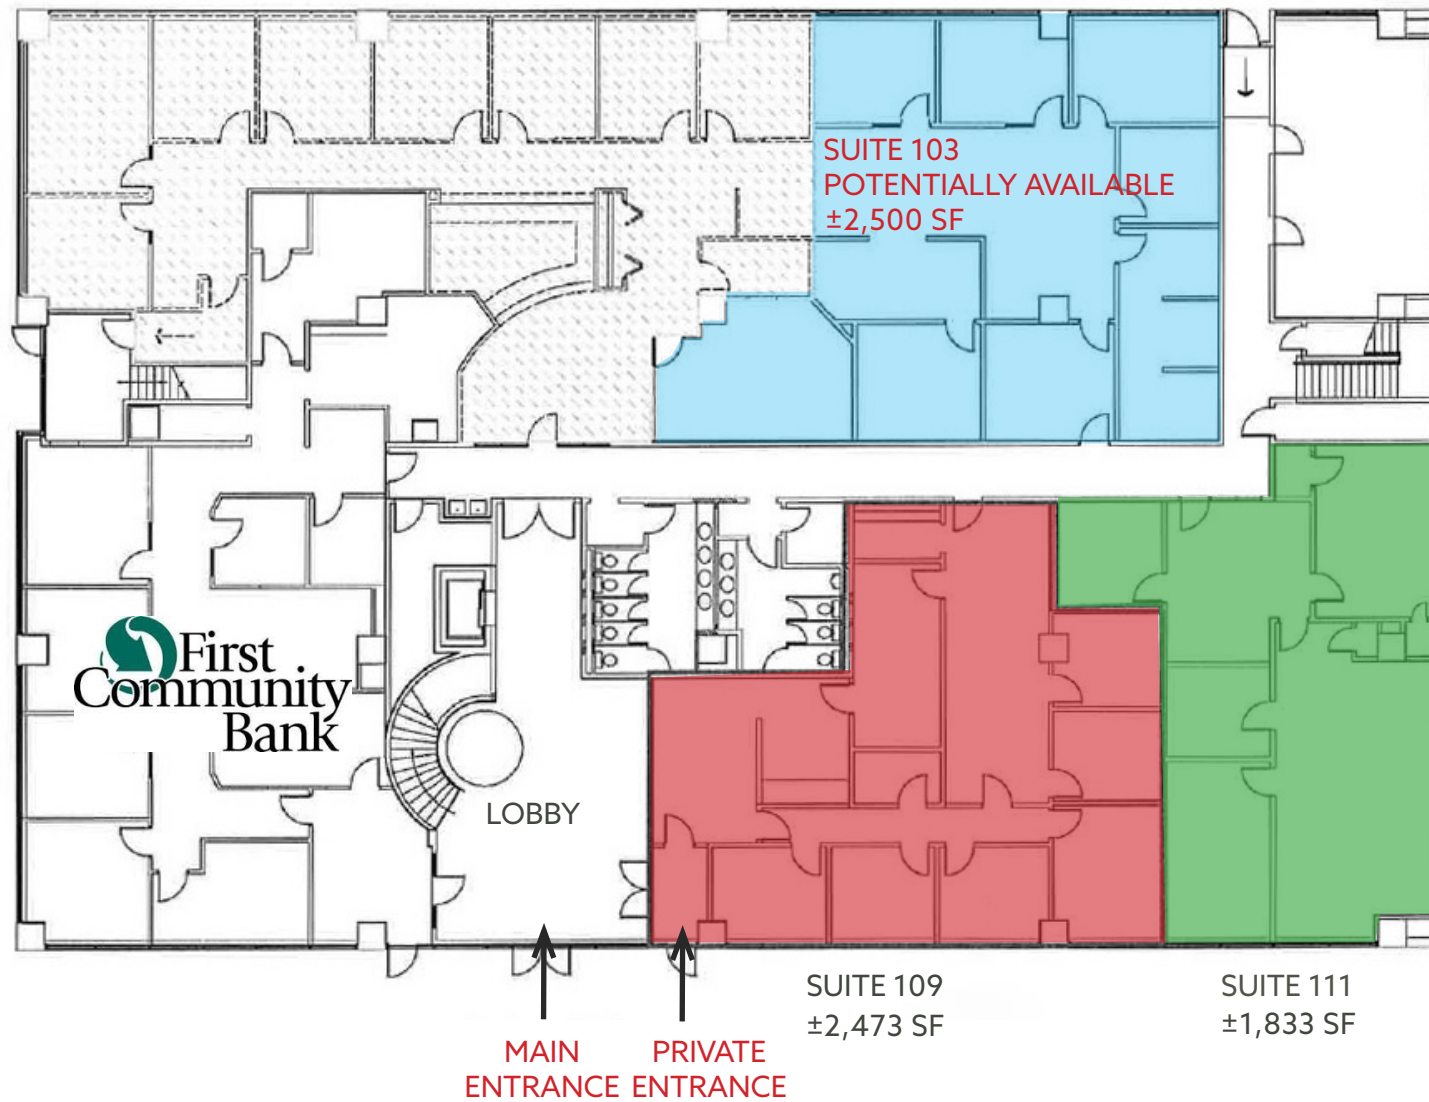 SUITE 103
POTENTIALLY AVAILABLE
±2,500 SF
First
Community
Bank
LOBBY
SUITE 109
±2,473 SF
SUITE 111
±1,833 SF
MAIN
ENTRANCE
PRIVATE
ENTRANCE